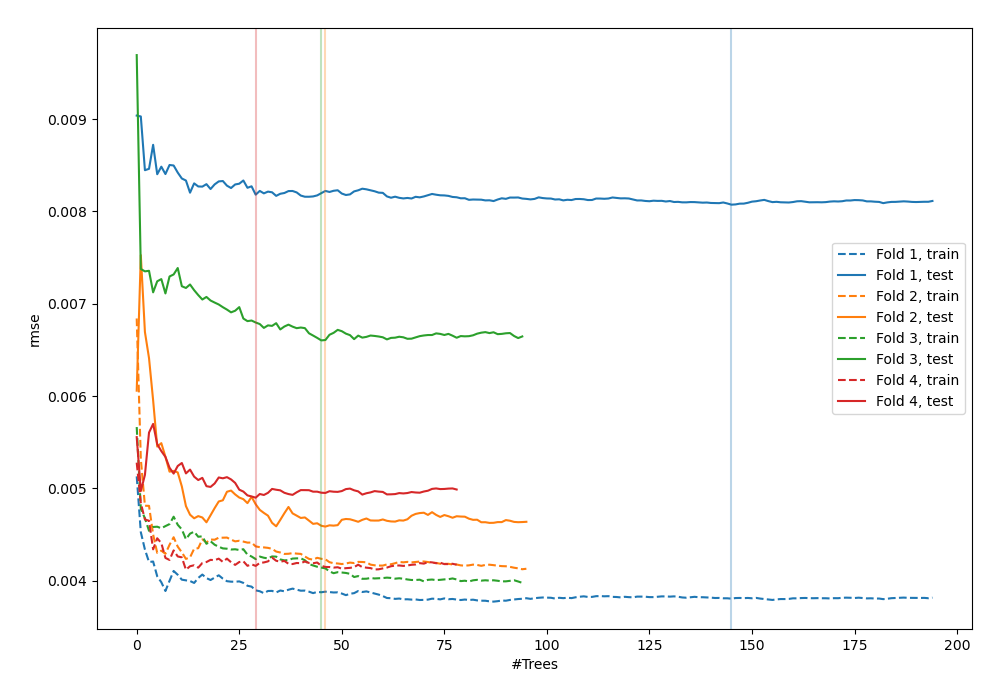 0.009
0.008
0.007
0.006
0.005
0.004
rmse
0
25
50
75
100
125
150
175
200
#Trees
Fold 1, train
Fold 1, test
Fold 2, train
Fold 2, test
Fold 3, train
Fold 3, test
Fold 4, train
Fold 4, test